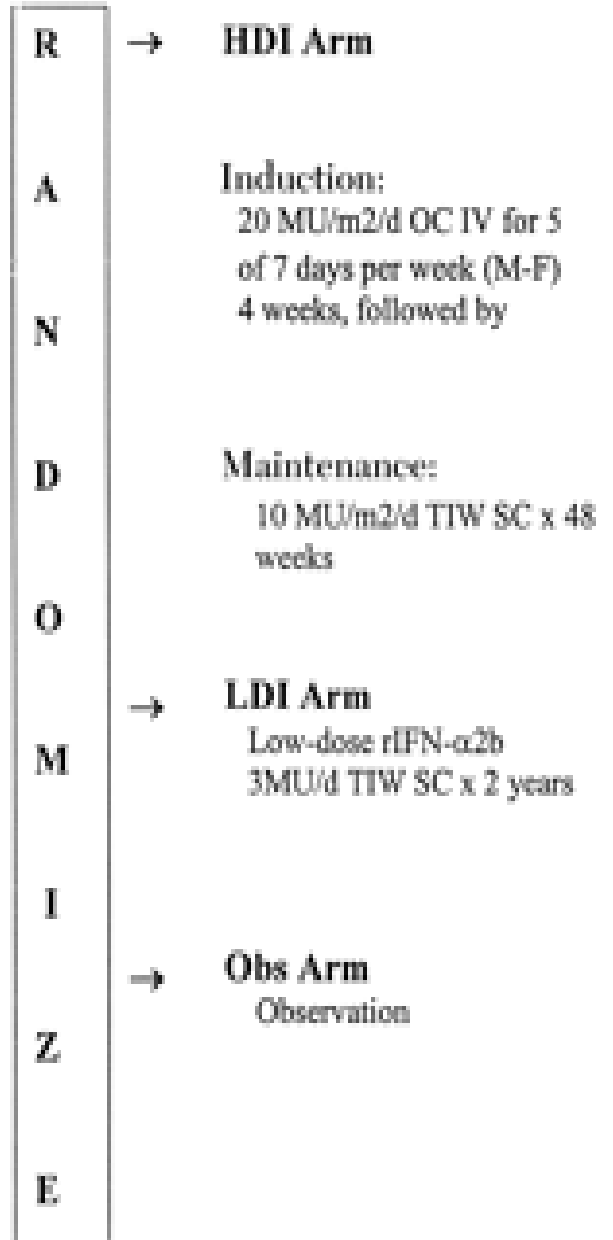 R → HDI Arm
A
Induction:
20 MU/m2/d OC IV for 5
of 7 days per week (M-F)
4 weeks, followed by
N
D
Maintenance:
10 MU/m2/d TIW SC x 48
weeks
O
→ LDI Arm
M
Low-dose rIFN-α2b
3MU/d TIW SC x 2 years
I
→ Obs Arm
Observation
Z
E